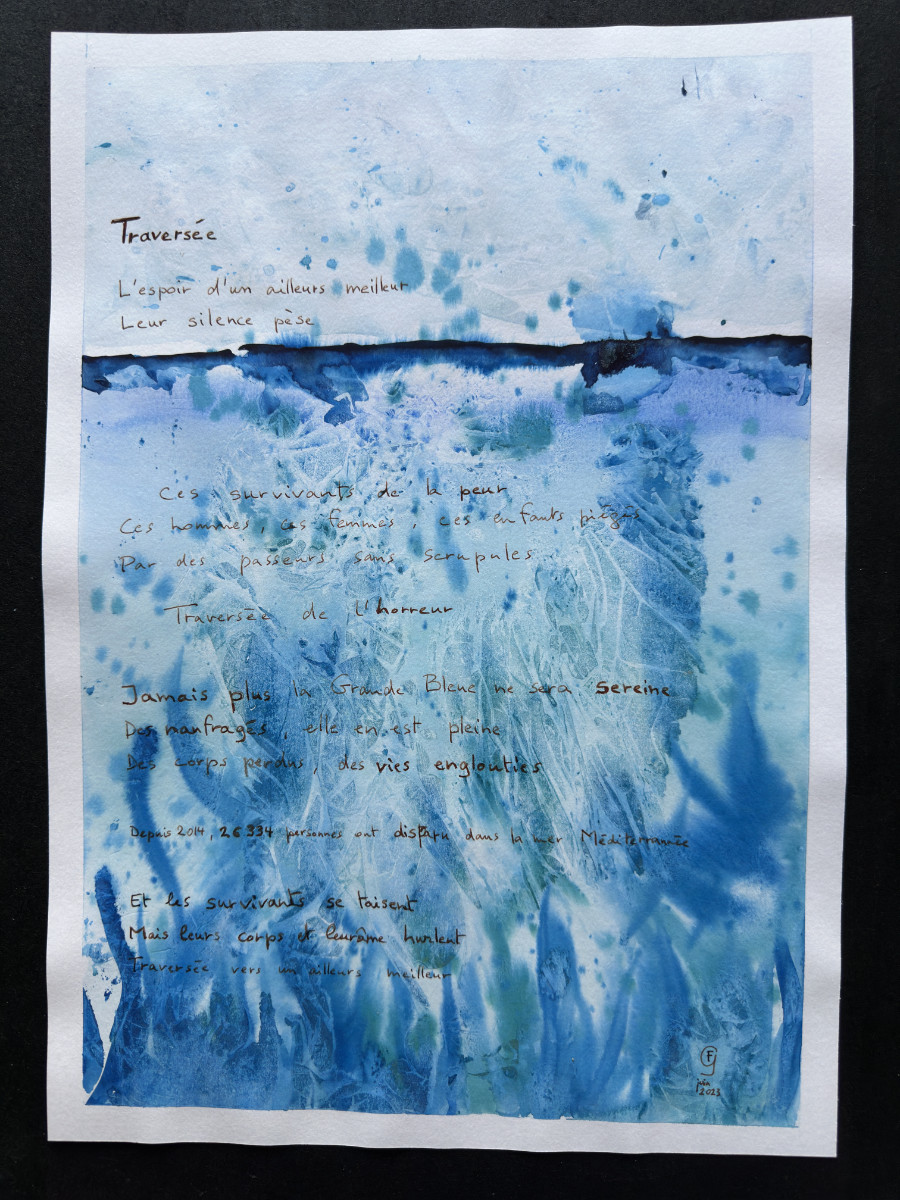 Traversée
L'espoir d'un ailleurs meilleur
Leur silence pèse
Ces survivants de la peur
Ces hommes, ces femmes, ces enfants piégés
Par des passeurs sans scrupules
Traversée de l'horreur
Jamais plus la Grande Bleue ne sera sereine
Des naufragés, elle en est pleine
Des corps perdus, des vies englouties
Depuis 2014, 26 334 personnes ont disparu dans la mer Méditerrannée
Et les survivants se taisent
Mais leurs corps et leur âme hurlent
Traversée vers un ailleurs meilleur
juin
2023